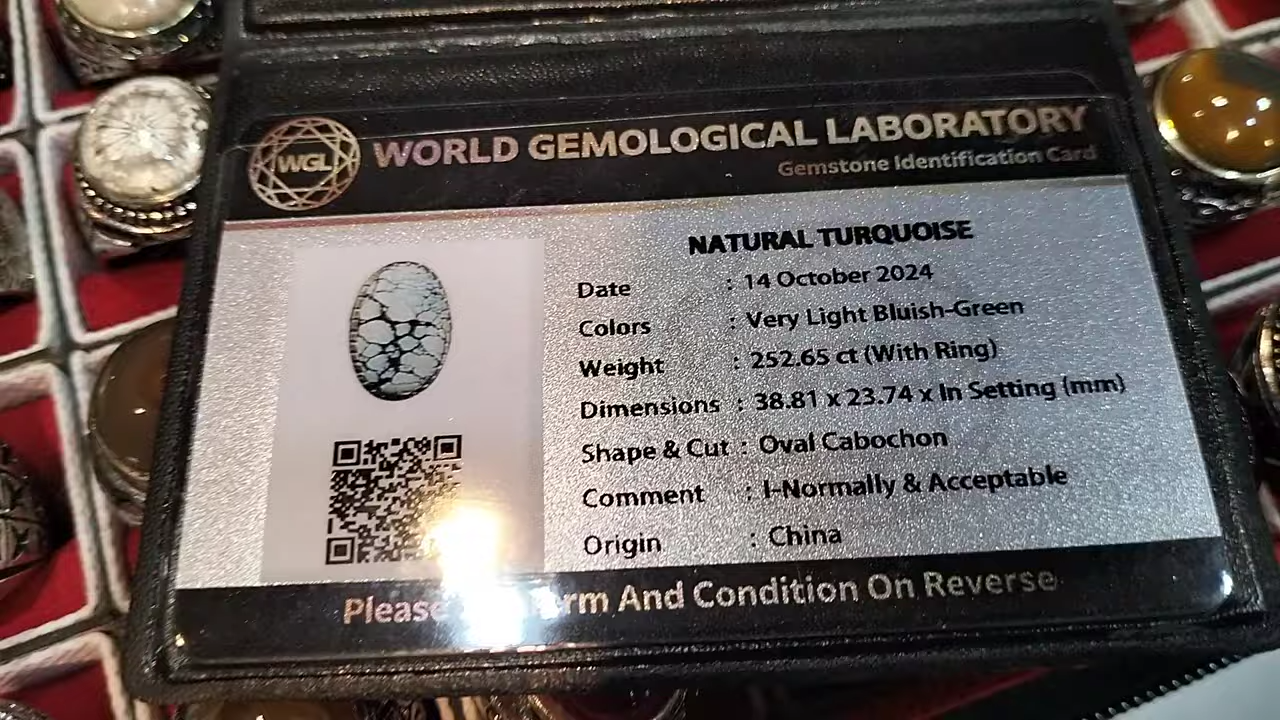 WGL
WORLD GEMOLOGICAL LABORATORY
Gemstone Identification Card
NATURAL TURQUOISE
Date : 14 October 2024
Colors : Very Light Bluish-Green
Weight : 252.65 ct (With Ring)
Dimensions : 38.81 x 23.74 x In Setting (mm)
Shape & Cut : Oval Cabochon
Comment : I-Normally & Acceptable
Origin : China
Please And Condition On Reverse